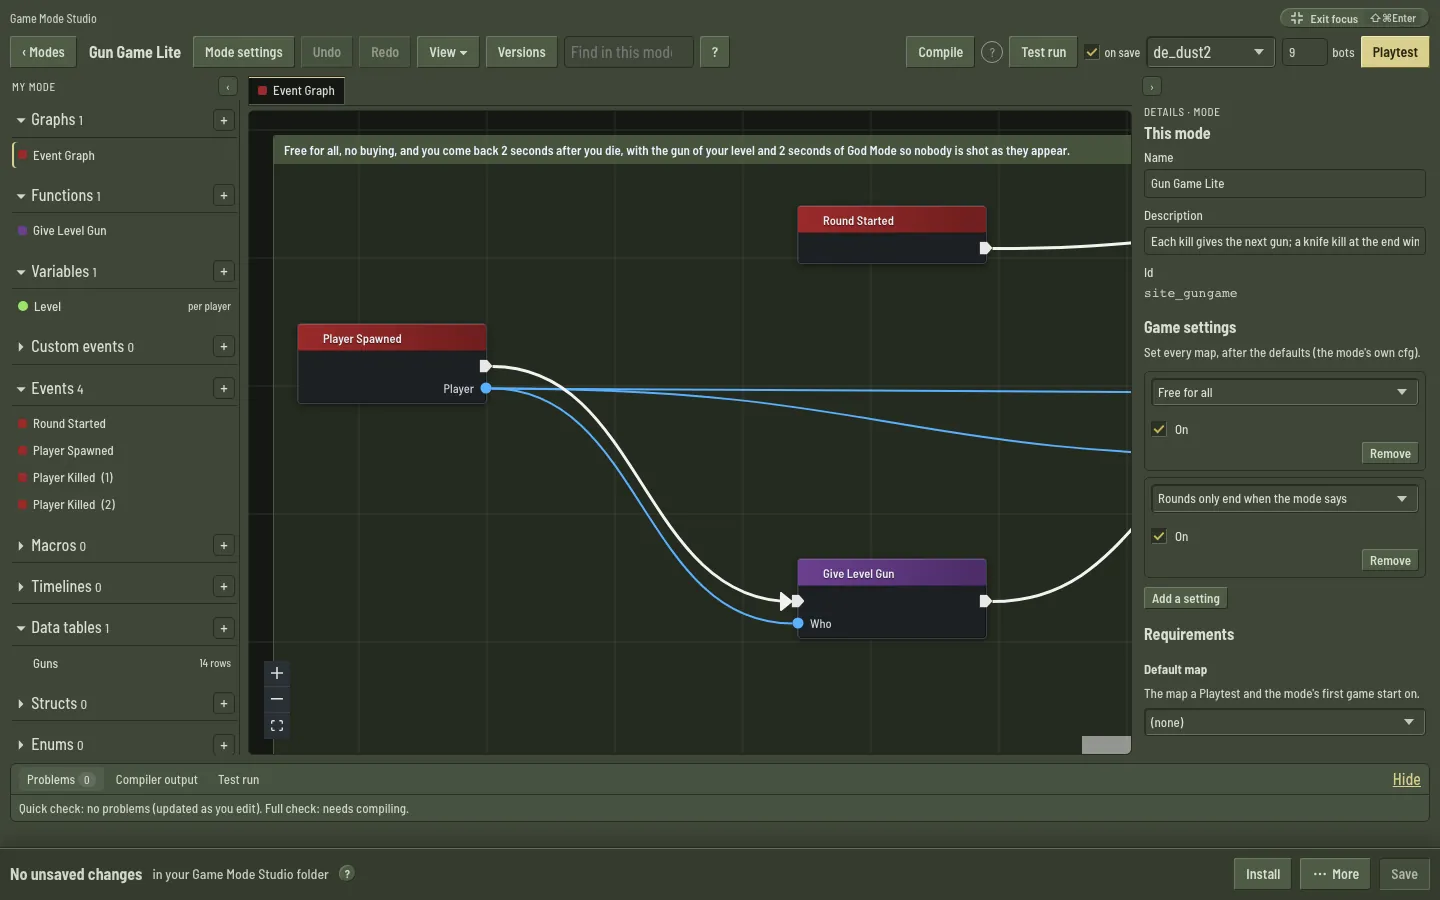 Game Mode Studio
Exit focus ⇧⌘Enter
‹ Modes
Gun Game Lite
Mode settings
Undo
Redo
View
Versions
Find in this mod
?
Compile
?
Test run
on save
de_dust2
9
bots
Playtest
MY MODE
‹
Graphs 1
+
Event Graph
Functions 1
+
Give Level Gun
Variables 1
+
Level
per player
Custom events 0
+
Events 4
+
Round Started
Player Spawned
Player Killed (1)
Player Killed (2)
Macros 0
+
Timelines 0
+
Data tables 1
+
Guns
14 rows
Structs 0
+
Enums 0
+
Event Graph
Free for all, no buying, and you come back 2 seconds after you die, with the gun of your level and 2 seconds of God Mode so nobody is shot as they appear.
Round Started
Player Spawned
Player
Give Level Gun
Who
+
−
›
DETAILS · MODE
This mode
Name
Gun Game Lite
Description
Each kill gives the next gun; a knife kill at the end win
Id
site_gungame
Game settings
Set every map, after the defaults (the mode's own cfg).
Free for all
On
Remove
Rounds only end when the mode says
On
Remove
Add a setting
Requirements
Default map
The map a Playtest and the mode's first game start on.
(none)
Problems 0
Compiler output
Test run
Hide
Quick check: no problems (updated as you edit). Full check: needs compiling.
No unsaved changes
in your Game Mode Studio folder
?
Install
··· More
Save